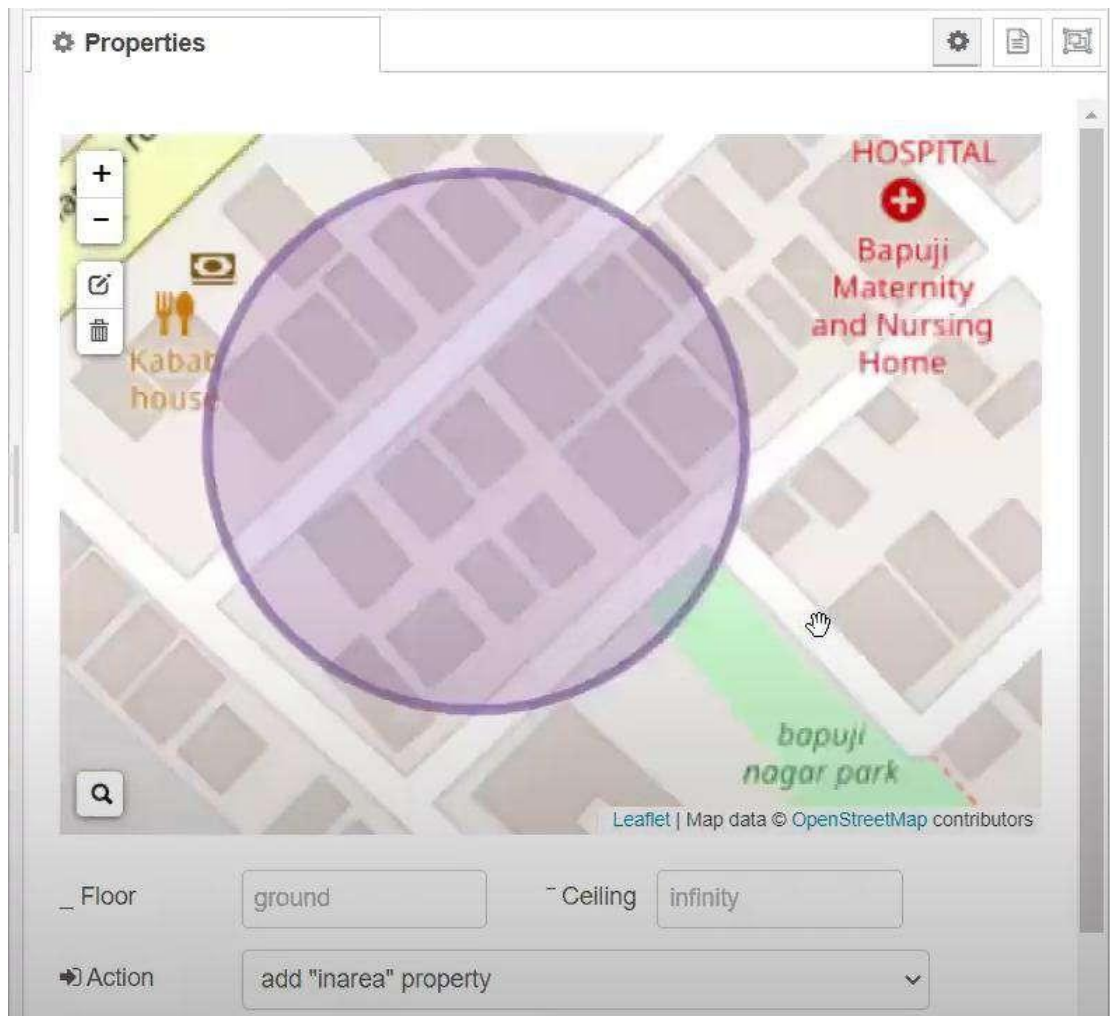 Properties
+
−
HOSPITAL
Bapuji
Maternity
and Nursing
Home
Kabab
house
bapuji
nagar park
Leaflet | Map data © OpenStreetMap contributors
_ Floor ground ‾ Ceiling infinity
Action add "inarea" property